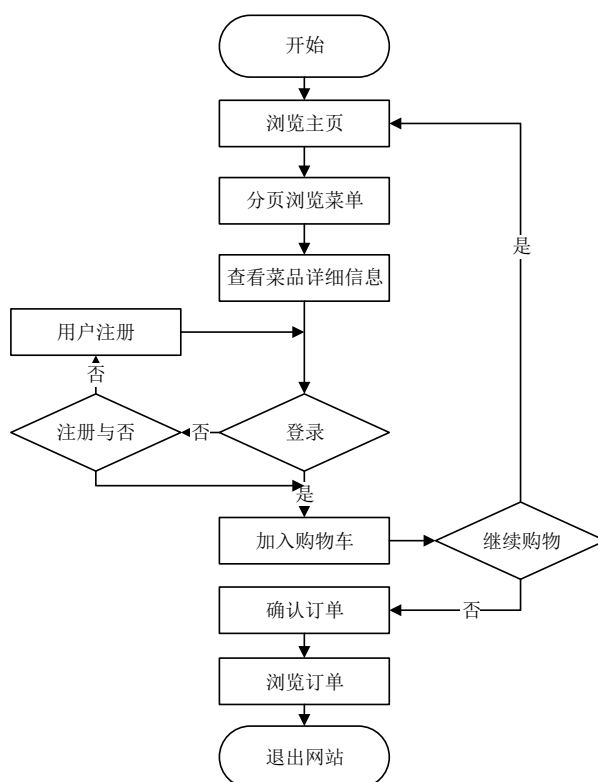 开始
浏览主页
分页浏览菜单
是
查看菜品详细信息
用户注册
否
注册与否
否
登录
是
加入购物车
继续购物
确认订单
否
浏览订单
退出网站